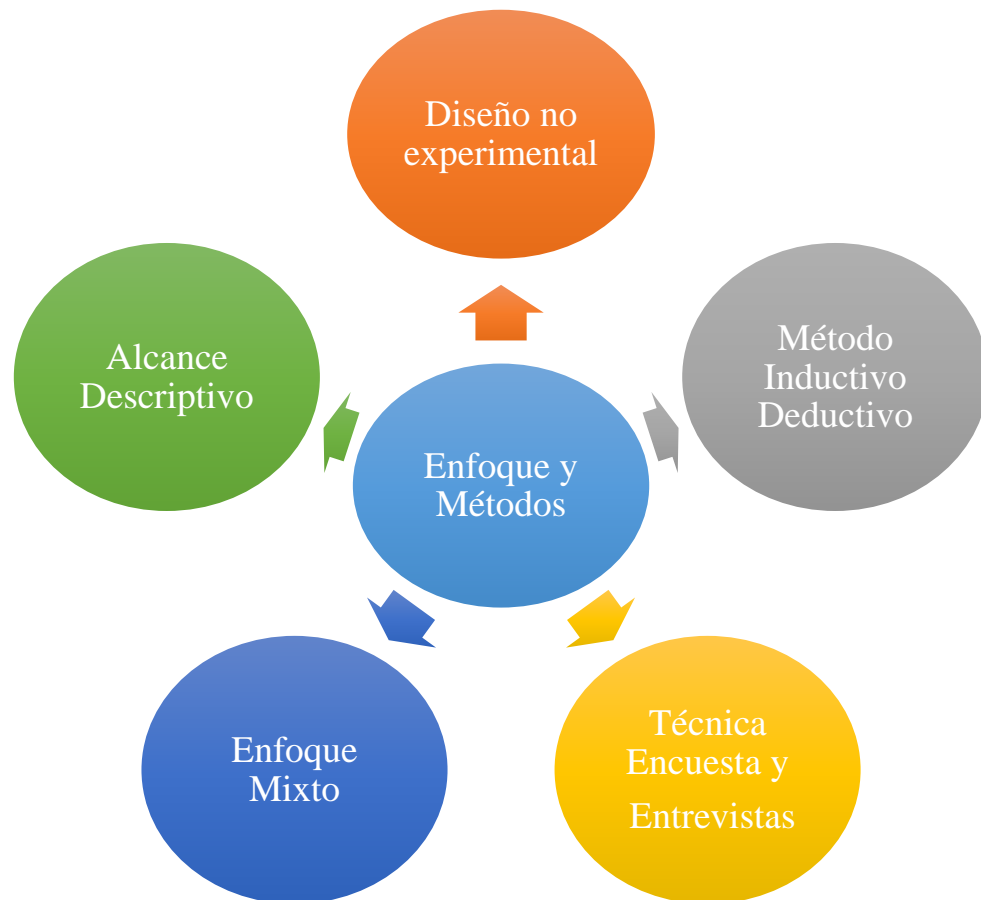 Diseño no
experimental
Método
Inductivo
Deductivo
Alcance
Descriptivo
Enfoque y
Métodos
Técnica
Encuesta y
Entrevistas
Enfoque
Mixto